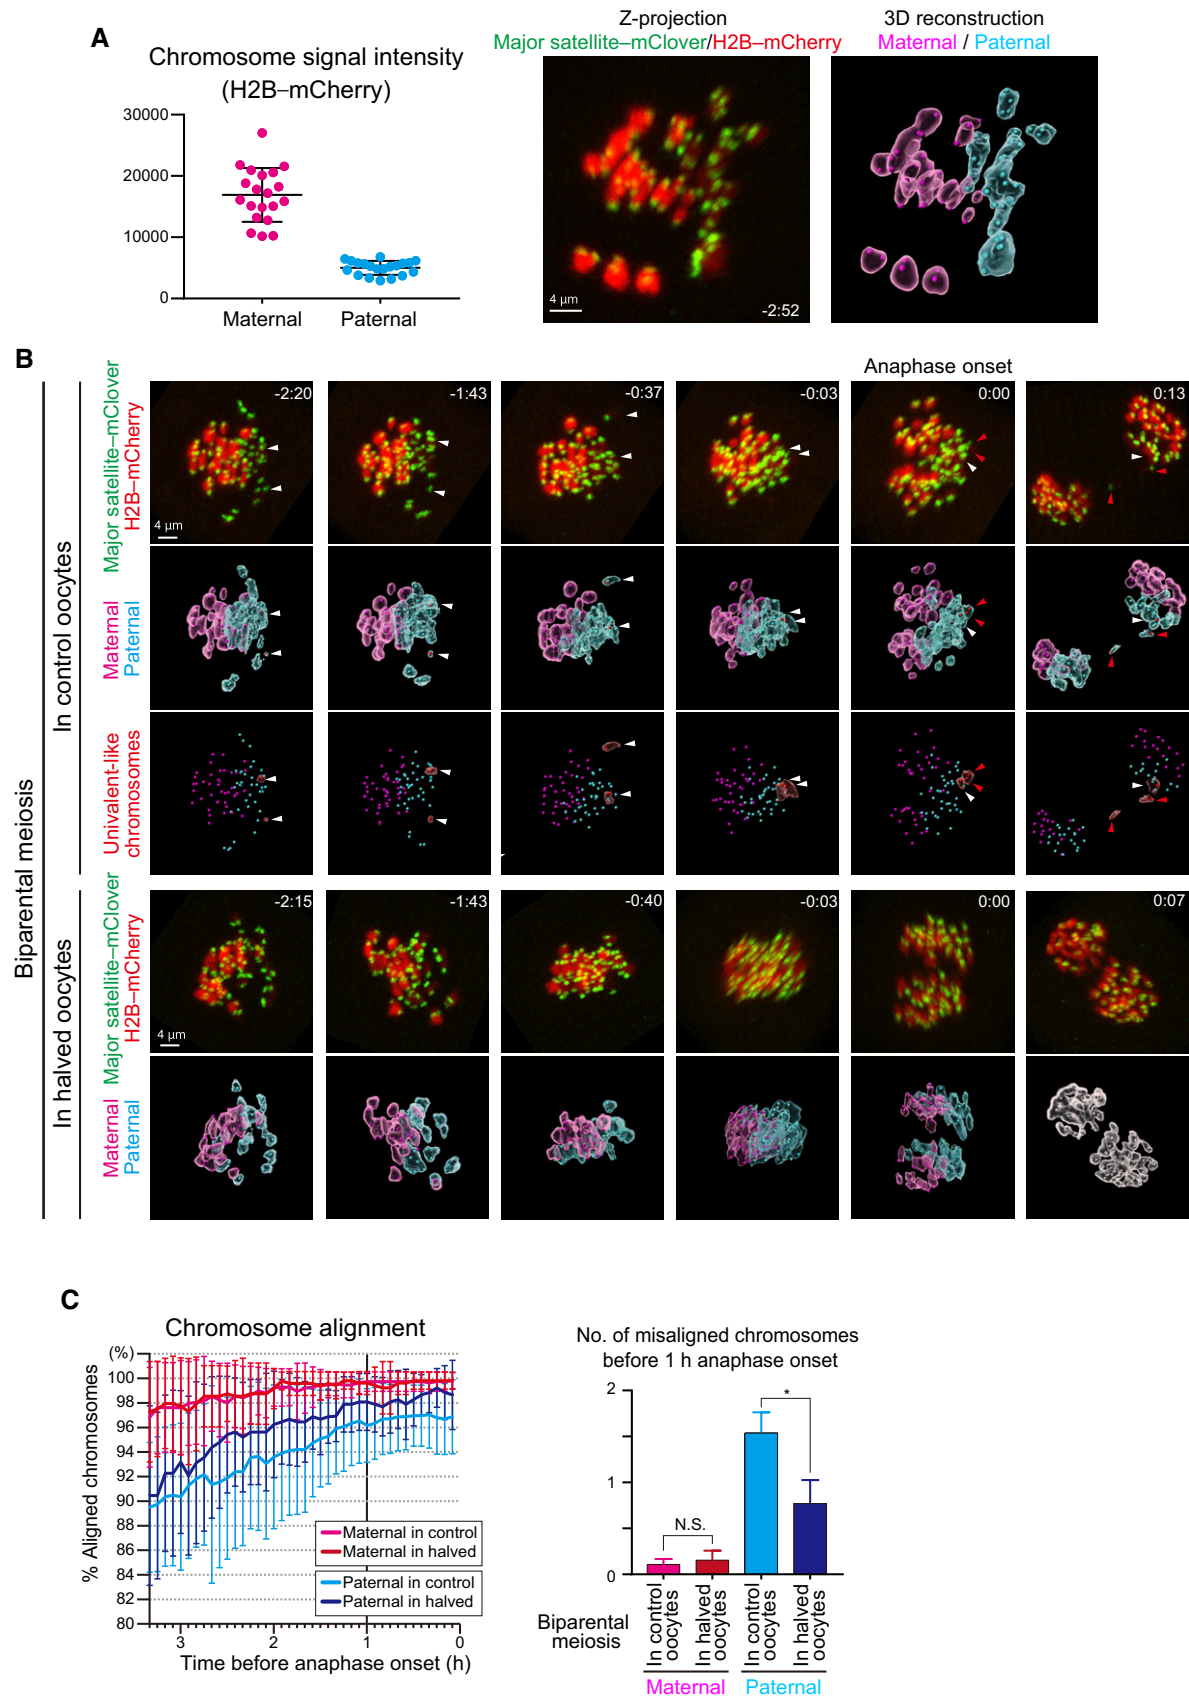 A
Chromosome signal intensity
(H2B–mCherry)
30000
20000
10000
0
Maternal
Paternal
Z-projection
Major satellite–mClover/H2B–mCherry
4 µm
-2:52
3D reconstruction
Maternal / Paternal
B
Anaphase onset
Biparental meiosis
In control oocytes
Major satellite–mClover
H2B–mCherry
-2:20
-1:43
-0:37
-0:03
0:00
0:13
4 µm
Maternal
Paternal
Univalent-like
chromosomes
In halved oocytes
Major satellite–mClover
H2B–mCherry
-2:15
-1:43
-0:40
-0:03
0:00
0:07
4 µm
Maternal
Paternal
C
Chromosome alignment
(%)
100
98
96
94
92
90
88
86
84
82
80
% Aligned chromosomes
Maternal in control
Maternal in halved
Paternal in control
Paternal in halved
3
2
1
0
Time before anaphase onset (h)
No. of misaligned chromosomes
before 1 h anaphase onset
2
1
0
N.S.
*
Biparental
meiosis
In control
oocytes
In halved
oocytes
In control
oocytes
In halved
oocytes
Maternal
Paternal